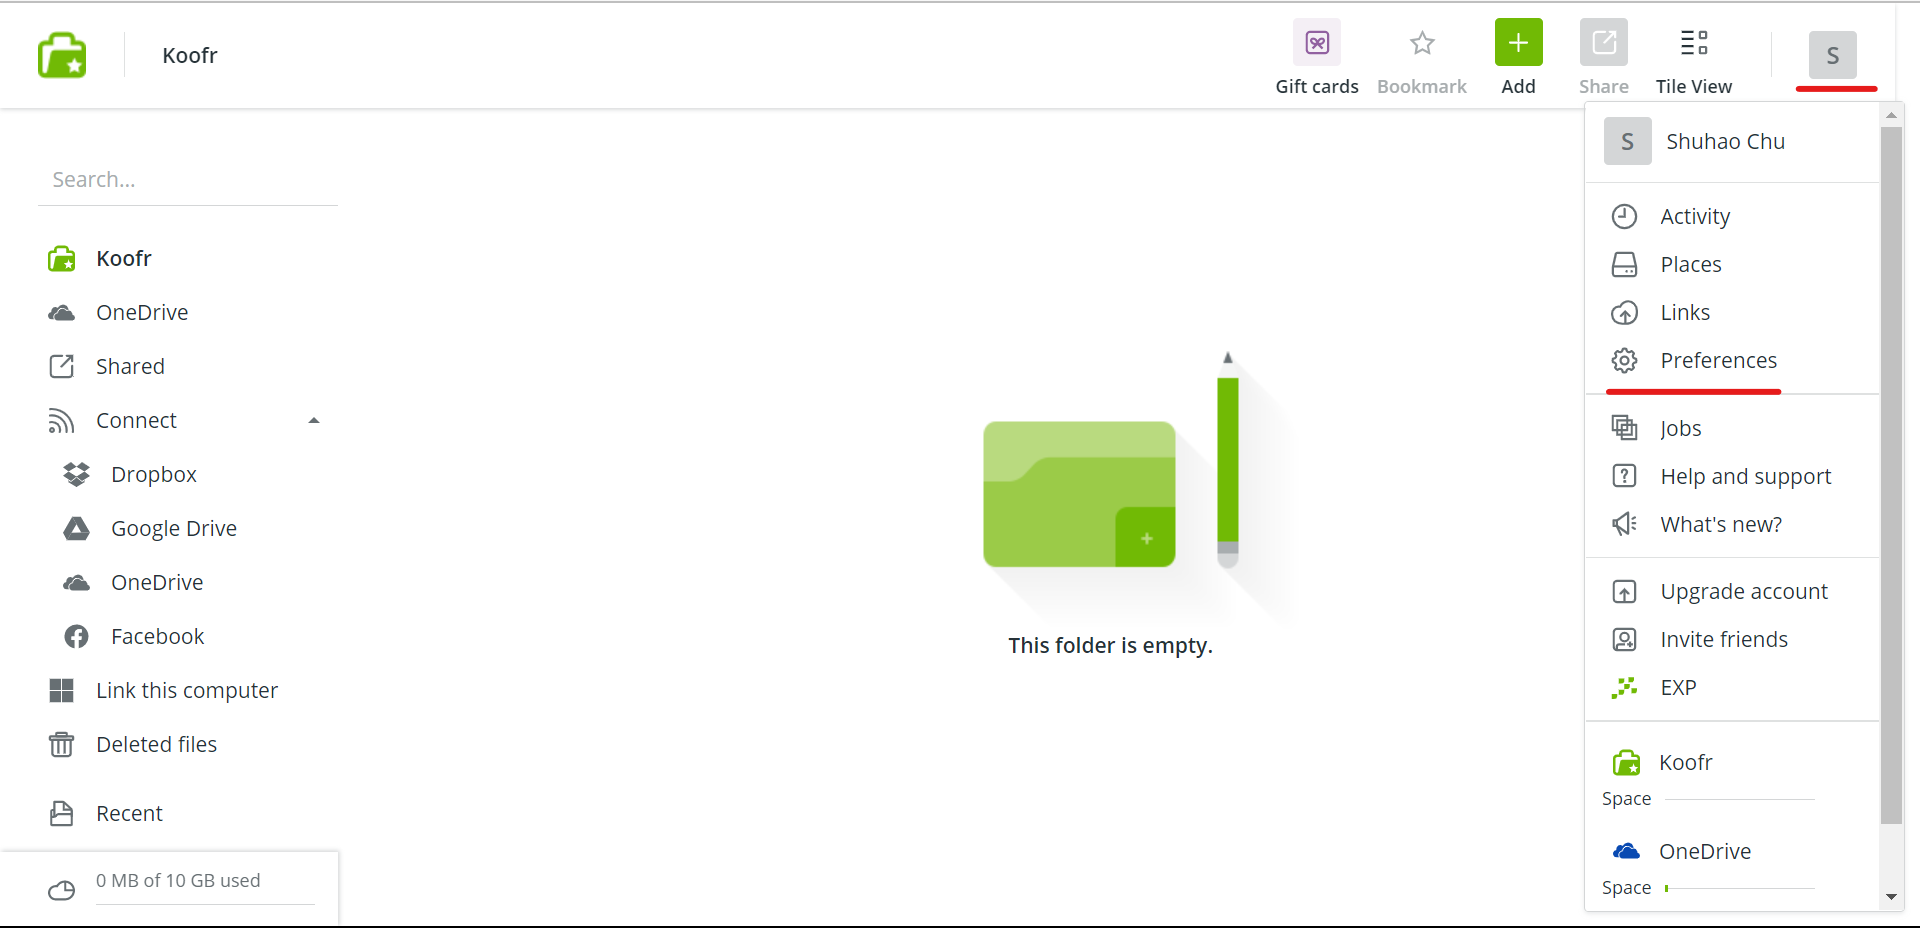 Koofr
Gift cards
Bookmark
Add
Share
Tile View
S
Search...
Koofr
OneDrive
Shared
Connect
Dropbox
Google Drive
OneDrive
Facebook
Link this computer
Deleted files
Recent
0 MB of 10 GB used
This folder is empty.
S Shuhao Chu
Activity
Places
Links
Preferences
Jobs
Help and support
What's new?
Upgrade account
Invite friends
EXP
Koofr
Space
OneDrive
Space